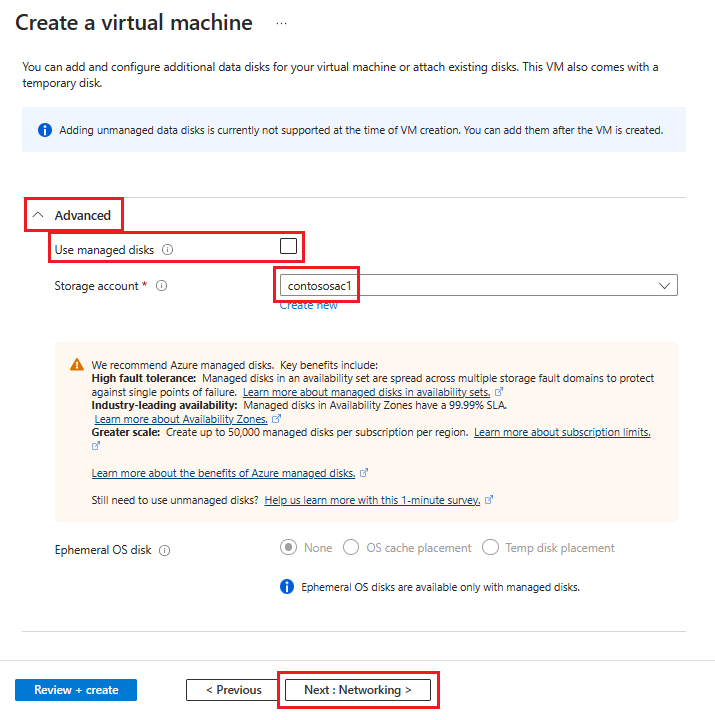 Create a virtual machine ...
You can add and configure additional data disks for your virtual machine or attach existing disks. This VM also comes with a
temporary disk.
Adding unmanaged data disks is currently not supported at the time of VM creation. You can add them after the VM is created.
Advanced
Use managed disks
Storage account *
contososac1
Create new
We recommend Azure managed disks. Key benefits include:
High fault tolerance: Managed disks in an availability set are spread across multiple storage fault domains to protect
against single points of failure. Learn more about managed disks in availability sets.
Industry-leading availability: Managed disks in Availability Zones have a 99.99% SLA.
Learn more about Availability Zones.
Greater scale: Create up to 50,000 managed disks per subscription per region. Learn more about subscription limits.
Learn more about the benefits of Azure managed disks.
Still need to use unmanaged disks? Help us learn more with this 1-minute survey.
Ephemeral OS disk
None OS cache placement Temp disk placement
Ephemeral OS disks are available only with managed disks.
Review + create < Previous Next : Networking >